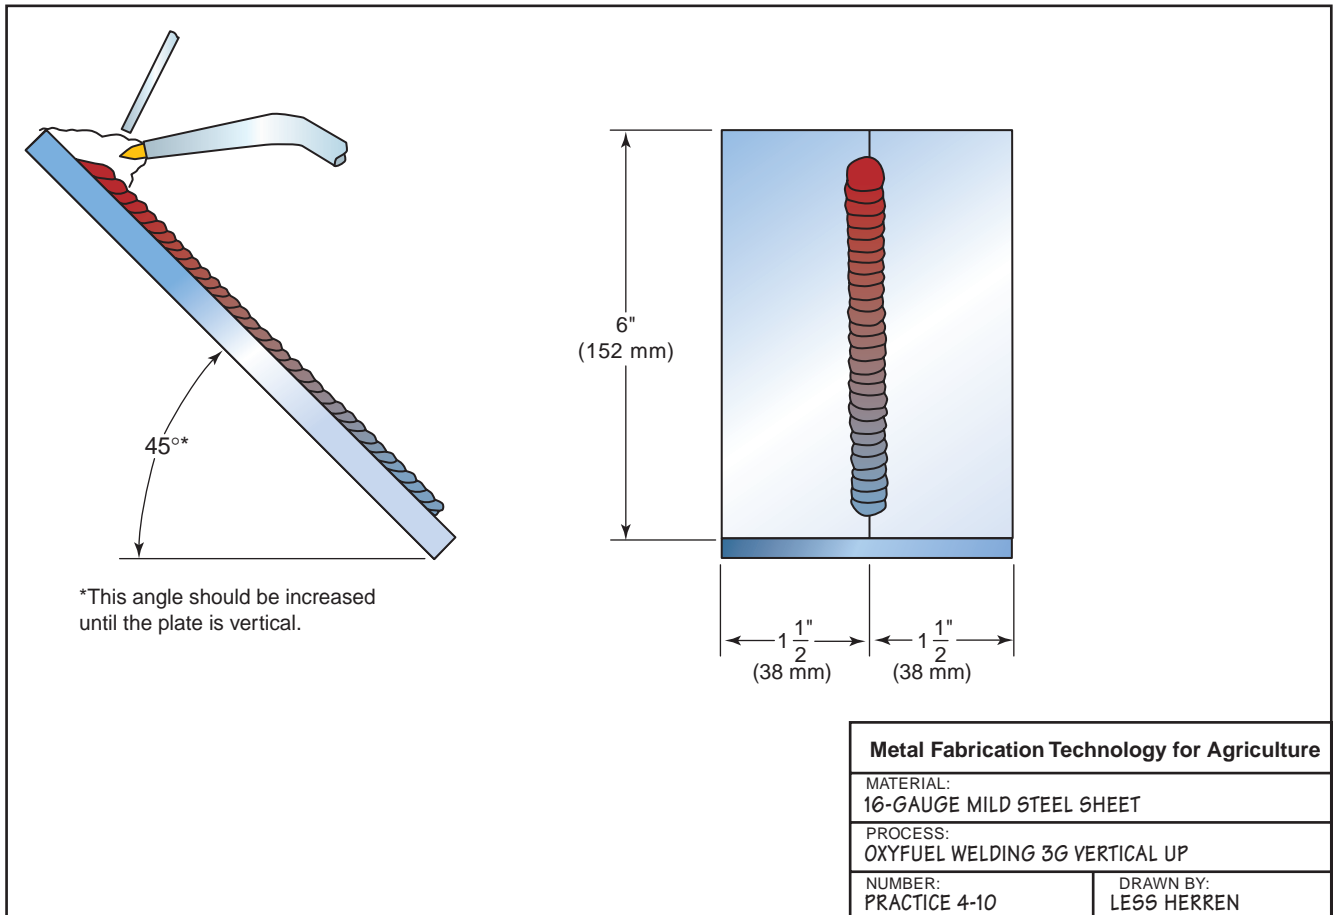 45°*
*This angle should be increased
until the plate is vertical.
6"
(152 mm)
1 1/2"
(38 mm)
1 1/2"
(38 mm)
Metal Fabrication Technology for Agriculture
MATERIAL:
16-GAUGE MILD STEEL SHEET
PROCESS:
OXYFUEL WELDING 3G VERTICAL UP
NUMBER:
PRACTICE 4-10
DRAWN BY:
LESS HERREN